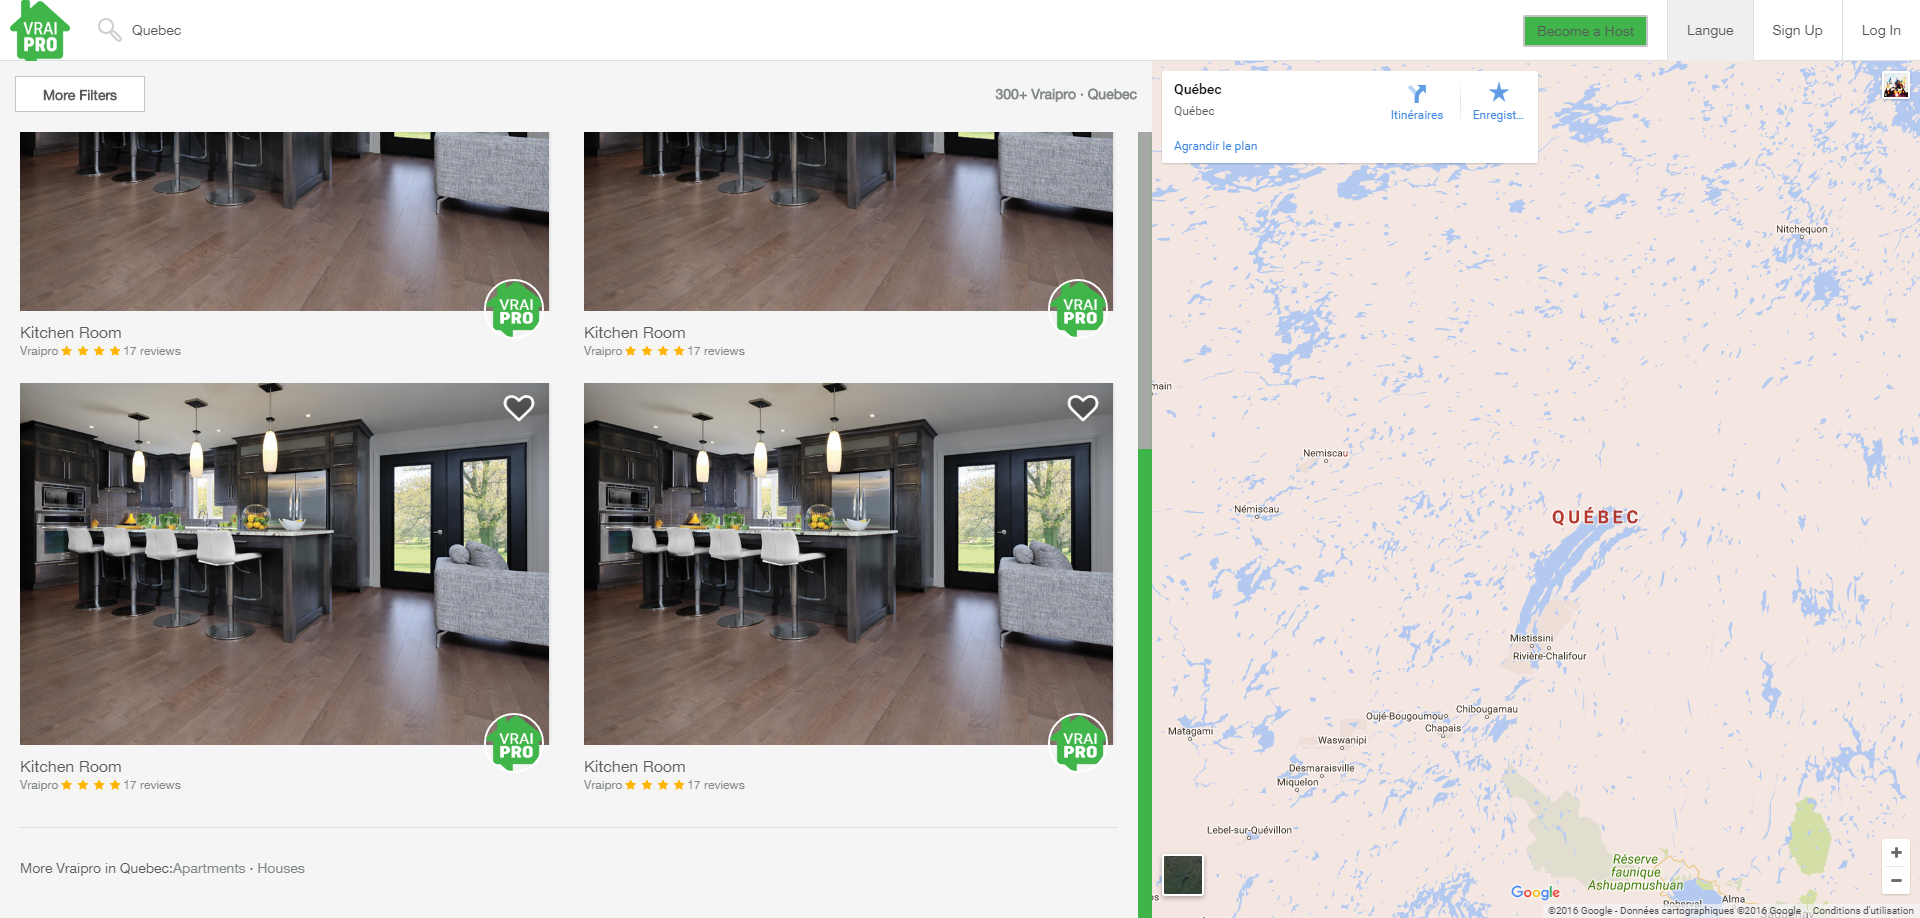 VRAI
PRO
Quebec
Become a Host
Langue
Sign Up
Log In
More Filters
300+ Vraipro · Quebec
VRAI
PRO
Kitchen Room
Vraipro 17 reviews
VRAI
PRO
Kitchen Room
Vraipro 17 reviews
VRAI
PRO
Kitchen Room
Vraipro 17 reviews
VRAI
PRO
Kitchen Room
Vraipro 17 reviews
More Vraipro in Quebec:Apartments · Houses
Québec
Québec
Itinéraires
Enregist...
Agrandir le plan
Nitchequon
main
Nemiscau
Némiscau
QUÉBEC
Mistissini
Rivière-Chalifour
Chibougamau
Oujé-Bougoumou
Chapais
Matagami
Waswanipi
Desmaraisville
Miquelon
Lebel-sur-Quévillon
Réserve
faunique
Ashuapmushuan
Alma
Roberval
Saguenay
os
+
−
Google
©2016 Google - Données cartographiques ©2016 Google
Conditions d'utilisation